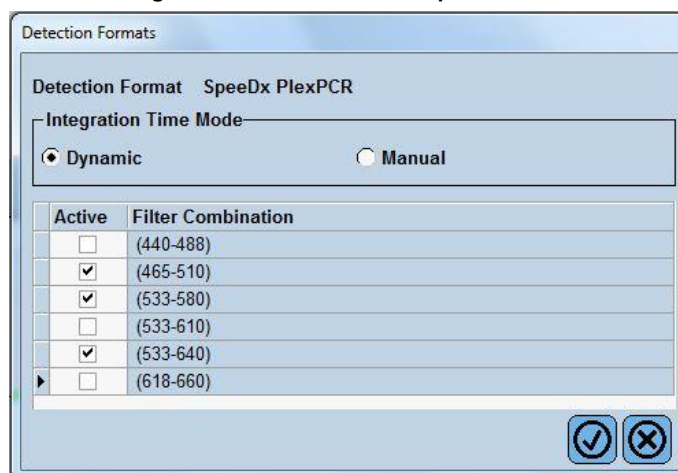 Detection Formats
Detection Format SpeeDx PlexPCR
Integration Time Mode
Dynamic Manual
Active Filter Combination
(440-488)
(465-510)
(533-580)
(533-610)
(533-640)
(618-660)